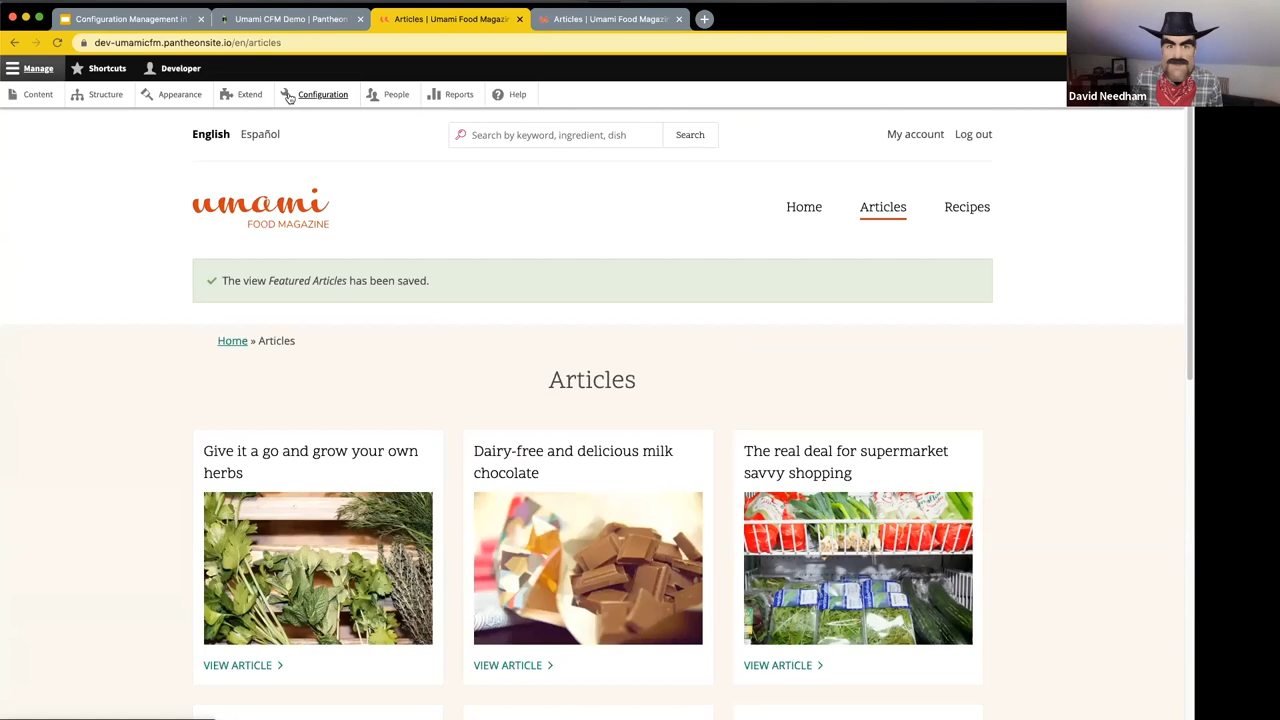 Configuration Management in
Umami CFM Demo | Pantheon
Articles | Umami Food Magazin
Articles | Umami Food Magazin
dev-umamicfm.pantheonsite.io/en/articles
Manage
Shortcuts
Developer
Content
Structure
Appearance
Extend
Configuration
People
Reports
Help
David Needham
English
Español
Search by keyword, ingredient, dish
Search
My account
Log out
umami
FOOD MAGAZINE
Home
Articles
Recipes
The view Featured Articles has been saved.
Home » Articles
Articles
Give it a go and grow your own
herbs
Dairy-free and delicious milk
chocolate
The real deal for supermarket
savvy shopping
VIEW ARTICLE
VIEW ARTICLE
VIEW ARTICLE